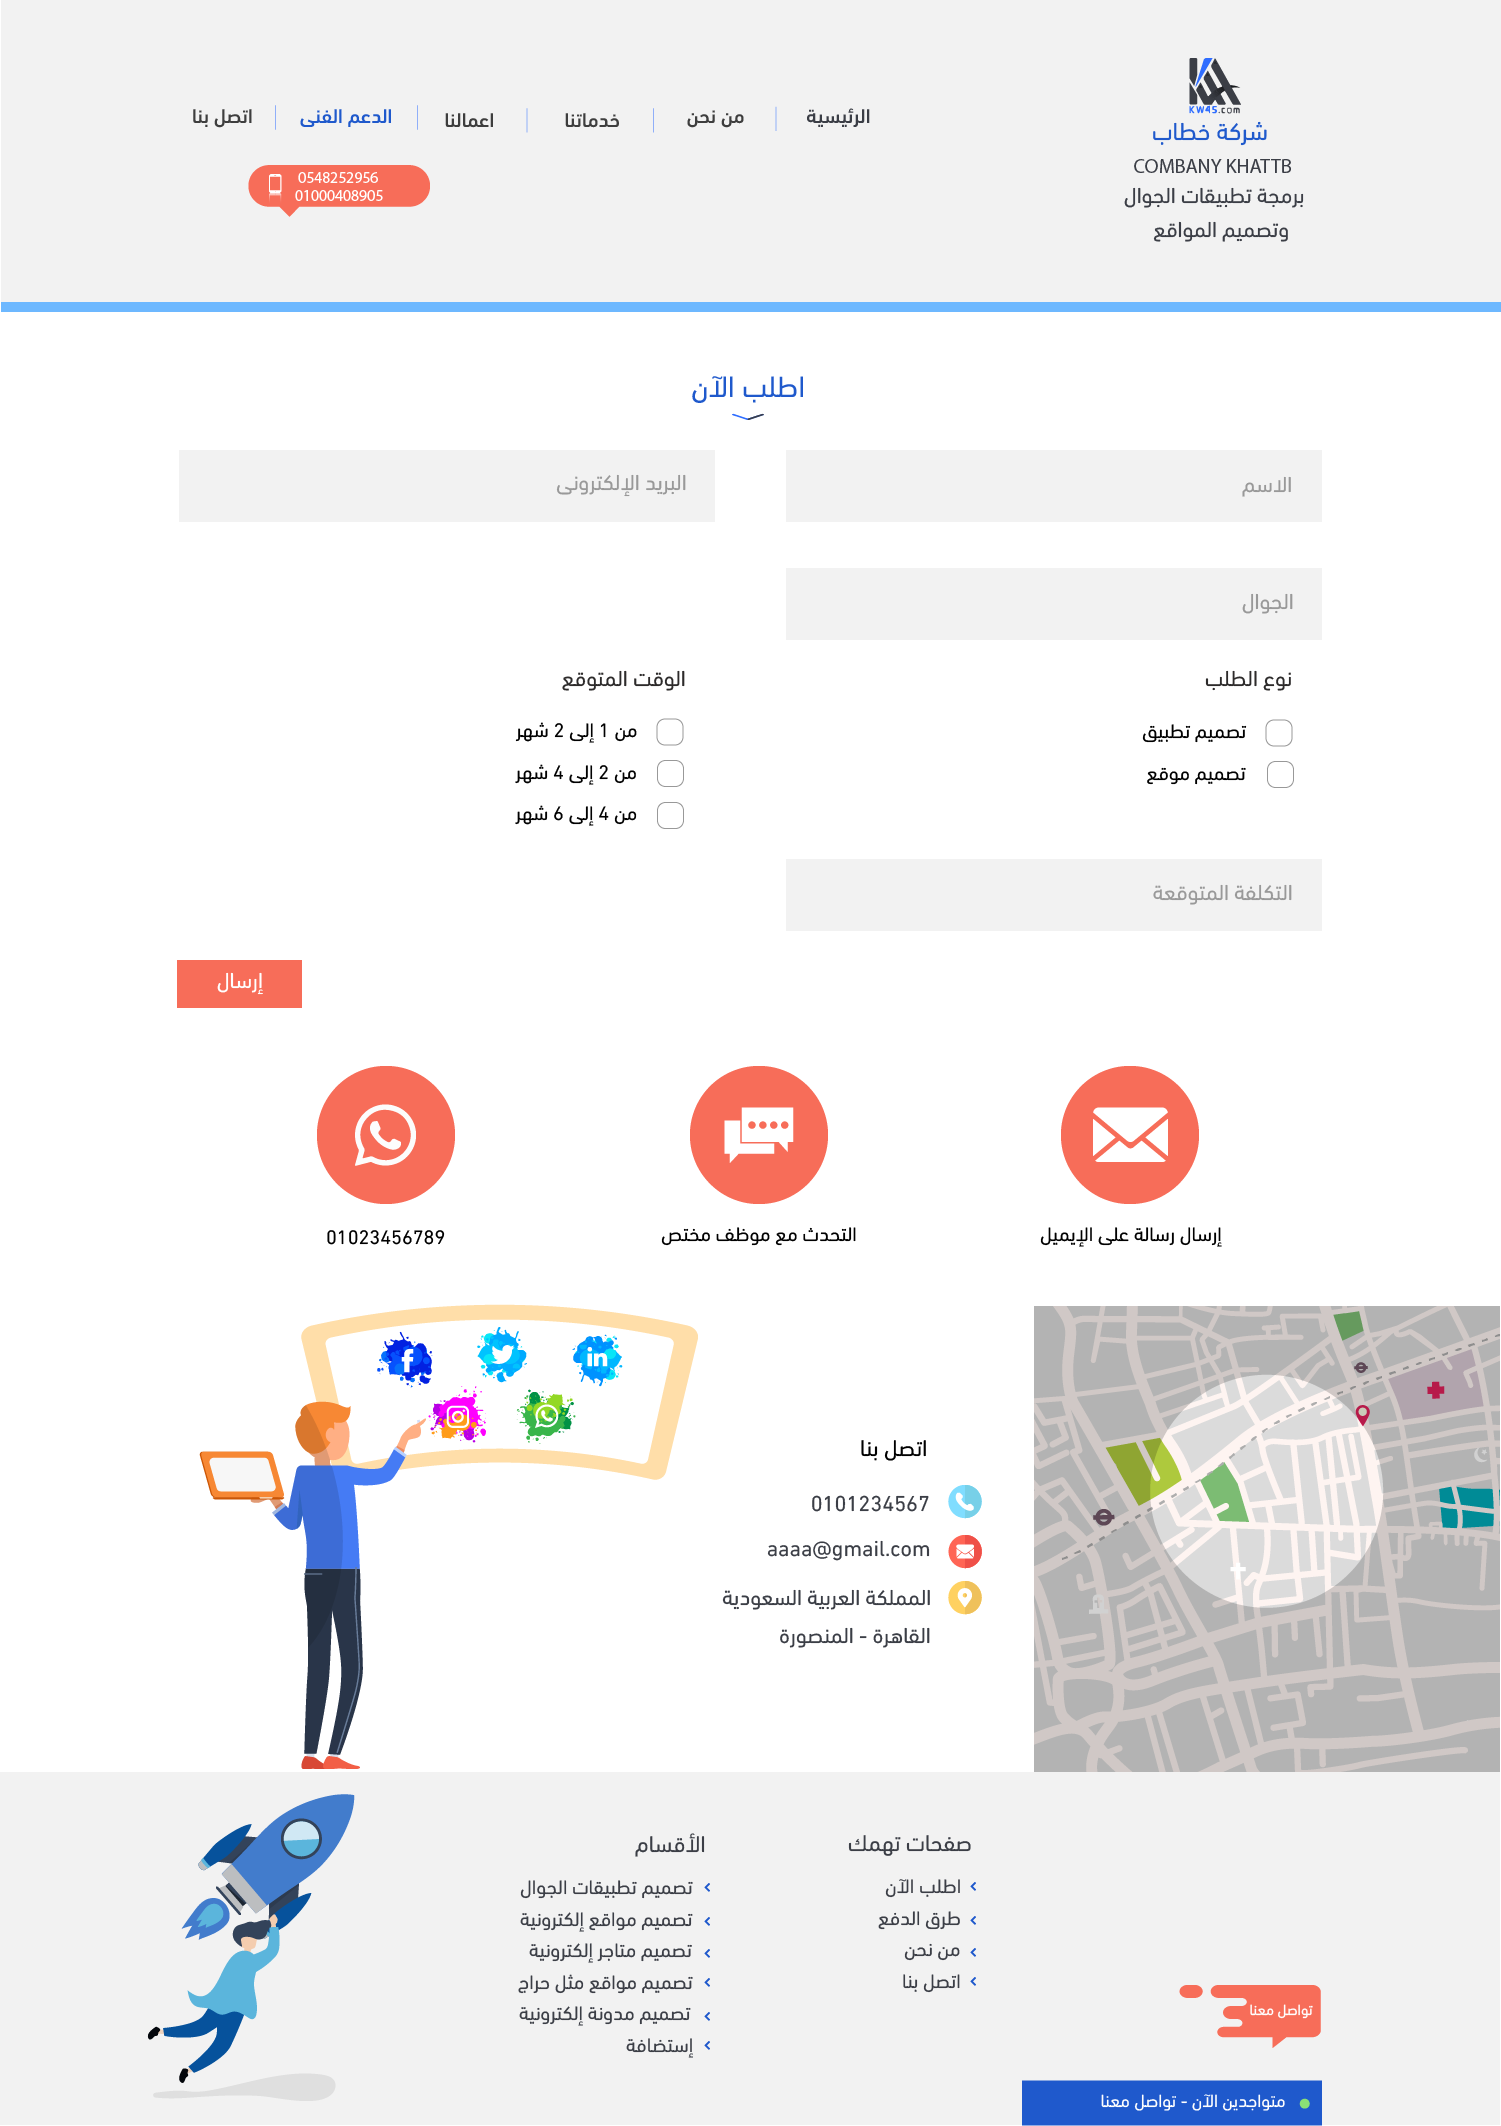 KW4S.com
شركة خطاب
COMBANY KHATTB
برمجة تطبيقات الجوال
وتصميم المواقع
الرئيسية
من نحن
خدماتنا
اعمالنا
الدعم الفنى
اتصل بنا
0548252956
01000408905
اطلب الآن
الاسم
البريد الإلكترونى
الجوال
نوع الطلب
تصميم تطبيق
تصميم موقع
الوقت المتوقع
من 1 إلى 2 شهر
من 2 إلى 4 شهر
من 4 إلى 6 شهر
التكلفة المتوقعة
إرسال
إرسال رسالة على الإيميل
التحدث مع موظف مختص
01023456789
اتصل بنا
0101234567
aaaa@gmail.com
المملكة العربية السعودية
القاهرة - المنصورة
صفحات تهمك
اطلب الآن
طرق الدفع
من نحن
اتصل بنا
الأقسام
تصميم تطبيقات الجوال
تصميم مواقع إلكترونية
تصميم متاجر إلكترونية
تصميم مواقع مثل حراج
تصميم مدونة إلكترونية
إستضافة
تواصل معنا
متواجدين الآن - تواصل معنا